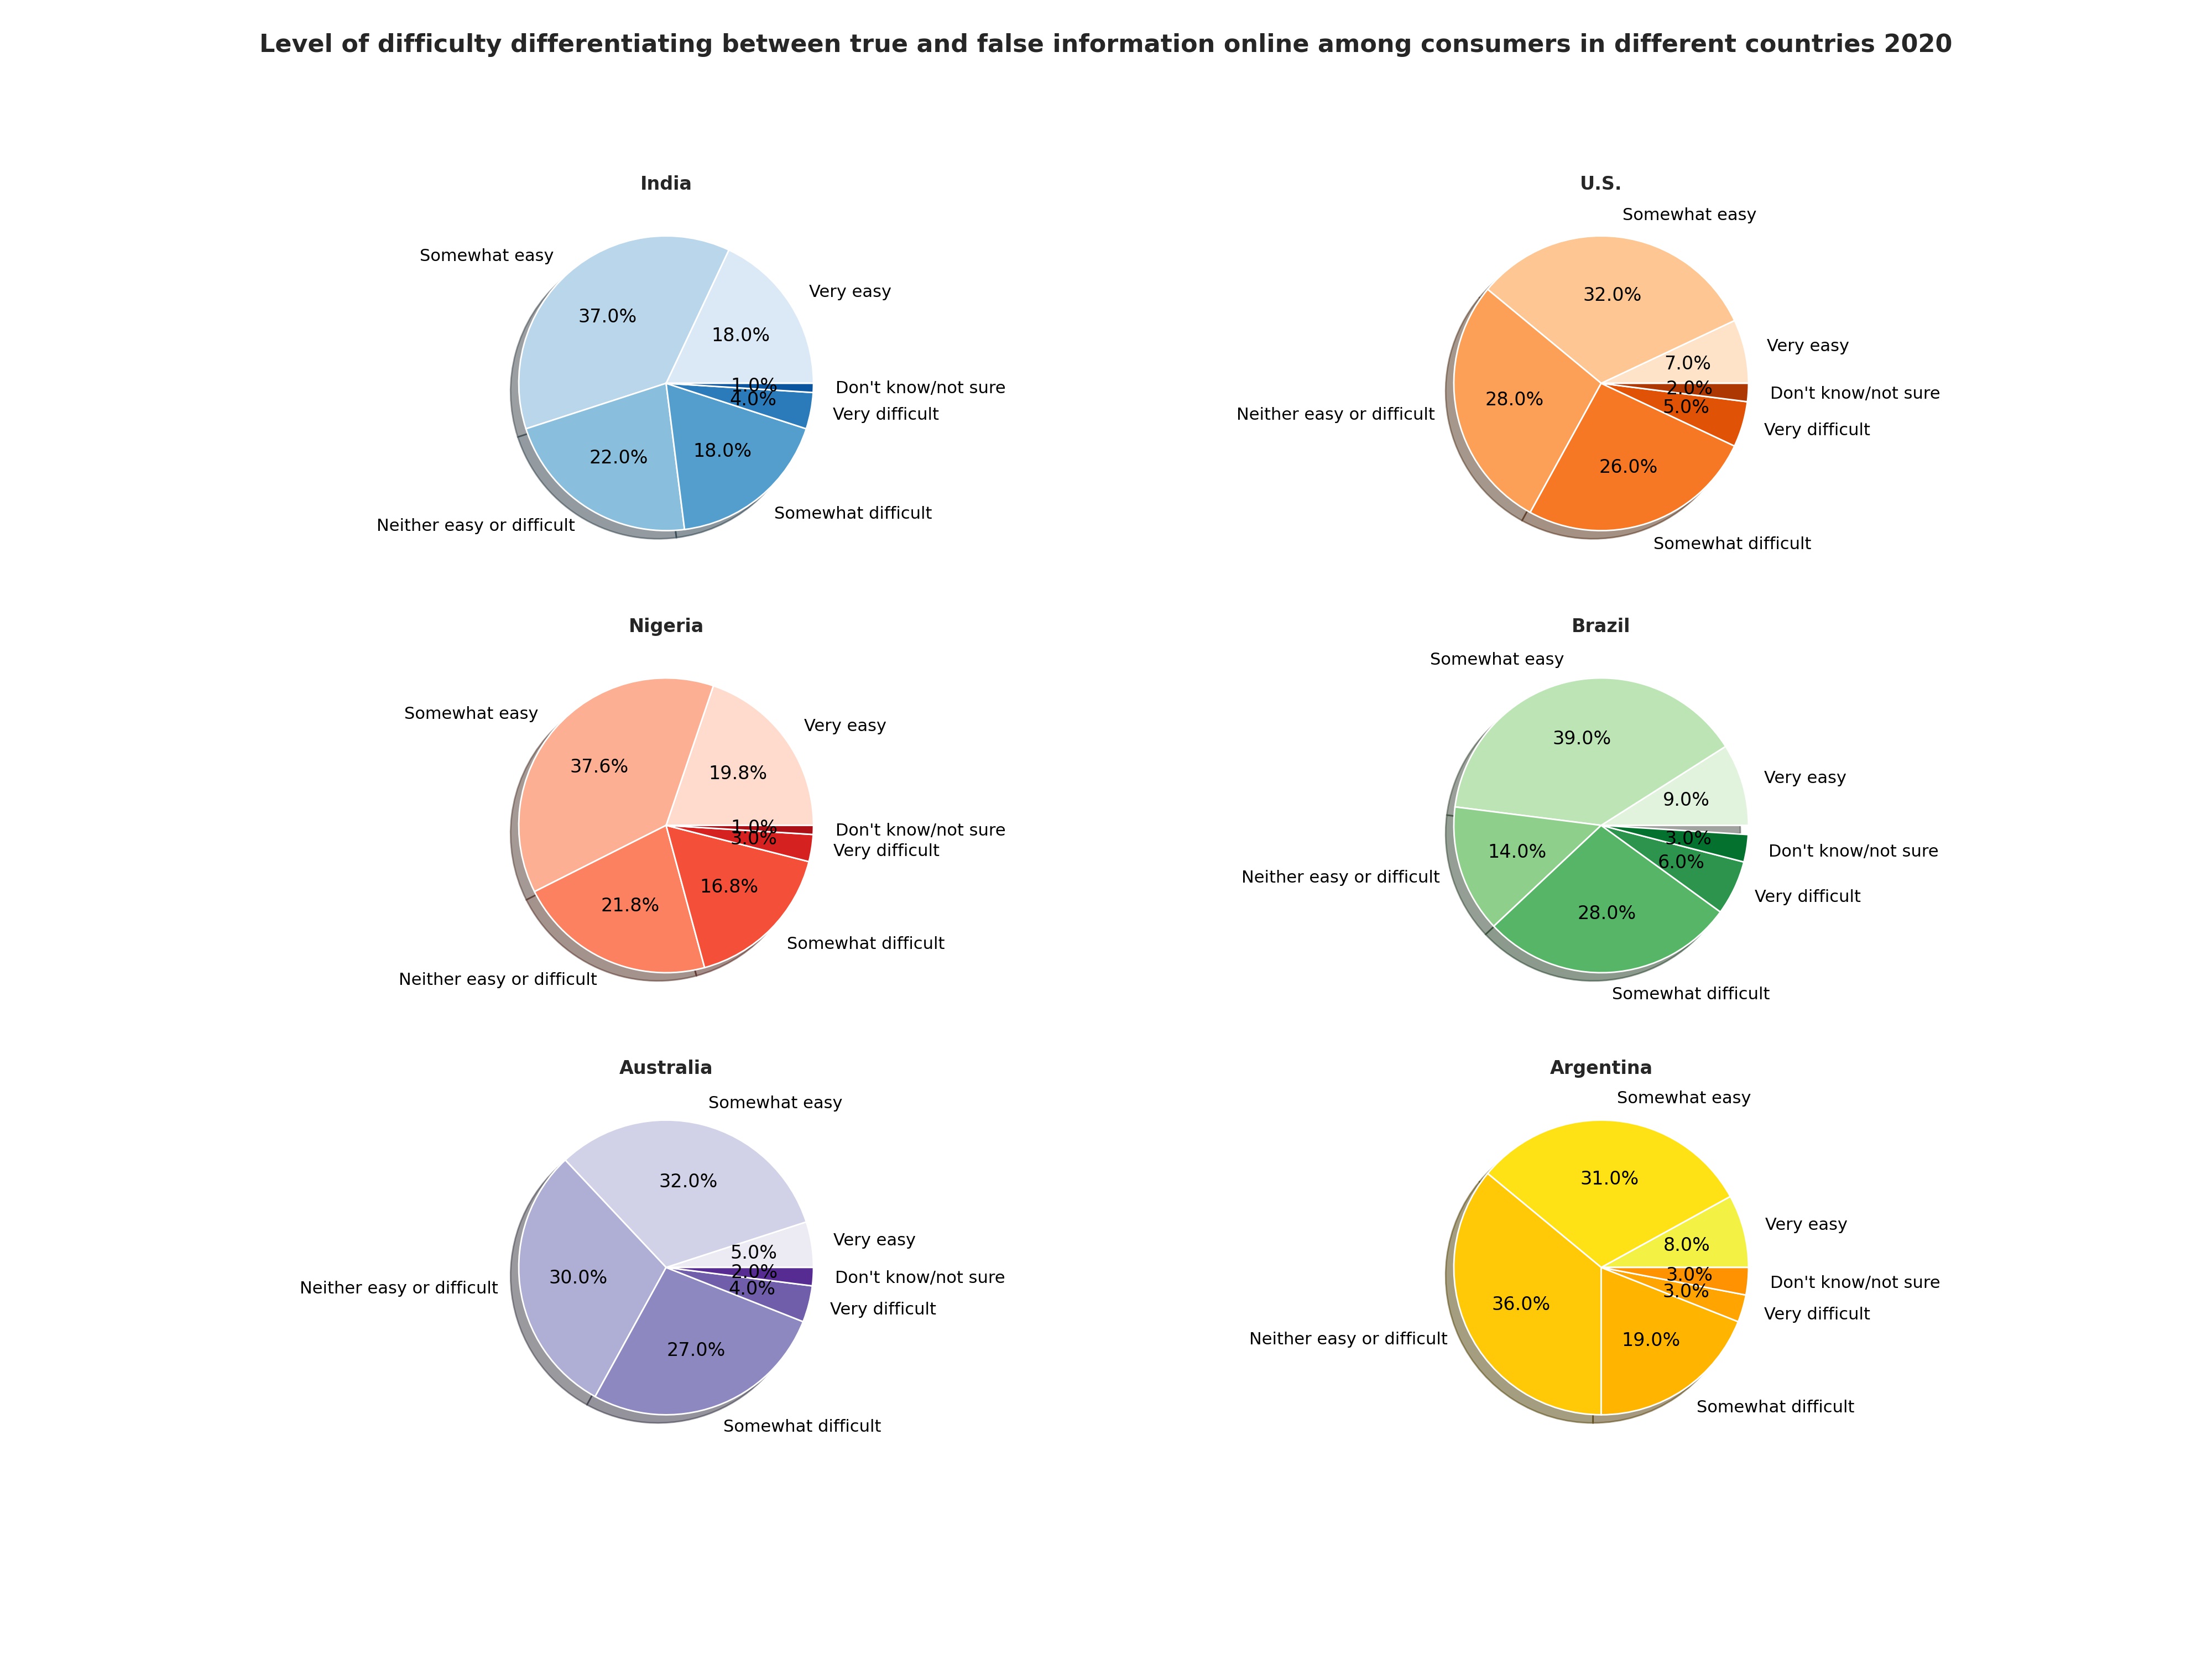 Level of difficulty differentiating between true and false information online among consumers in different countries 2020
India
Somewhat easy
Very easy
37.0%
18.0%
1.0%
Don't know/not sure
4.0%
Very difficult
22.0%
18.0%
Somewhat difficult
Neither easy or difficult
U.S.
Somewhat easy
32.0%
Very easy
7.0%
2.0%
Don't know/not sure
28.0%
5.0%
Neither easy or difficult
Very difficult
26.0%
Somewhat difficult
Nigeria
Somewhat easy
Very easy
37.6%
19.8%
1.0%
Don't know/not sure
3.0%
Very difficult
16.8%
21.8%
Somewhat difficult
Neither easy or difficult
Brazil
Somewhat easy
39.0%
Very easy
9.0%
3.0%
Don't know/not sure
14.0%
6.0%
Neither easy or difficult
Very difficult
28.0%
Somewhat difficult
Australia
Somewhat easy
32.0%
Very easy
5.0%
2.0%
Don't know/not sure
30.0%
4.0%
Neither easy or difficult
Very difficult
27.0%
Somewhat difficult
Argentina
Somewhat easy
31.0%
Very easy
8.0%
3.0%
Don't know/not sure
3.0%
36.0%
Very difficult
Neither easy or difficult
19.0%
Somewhat difficult